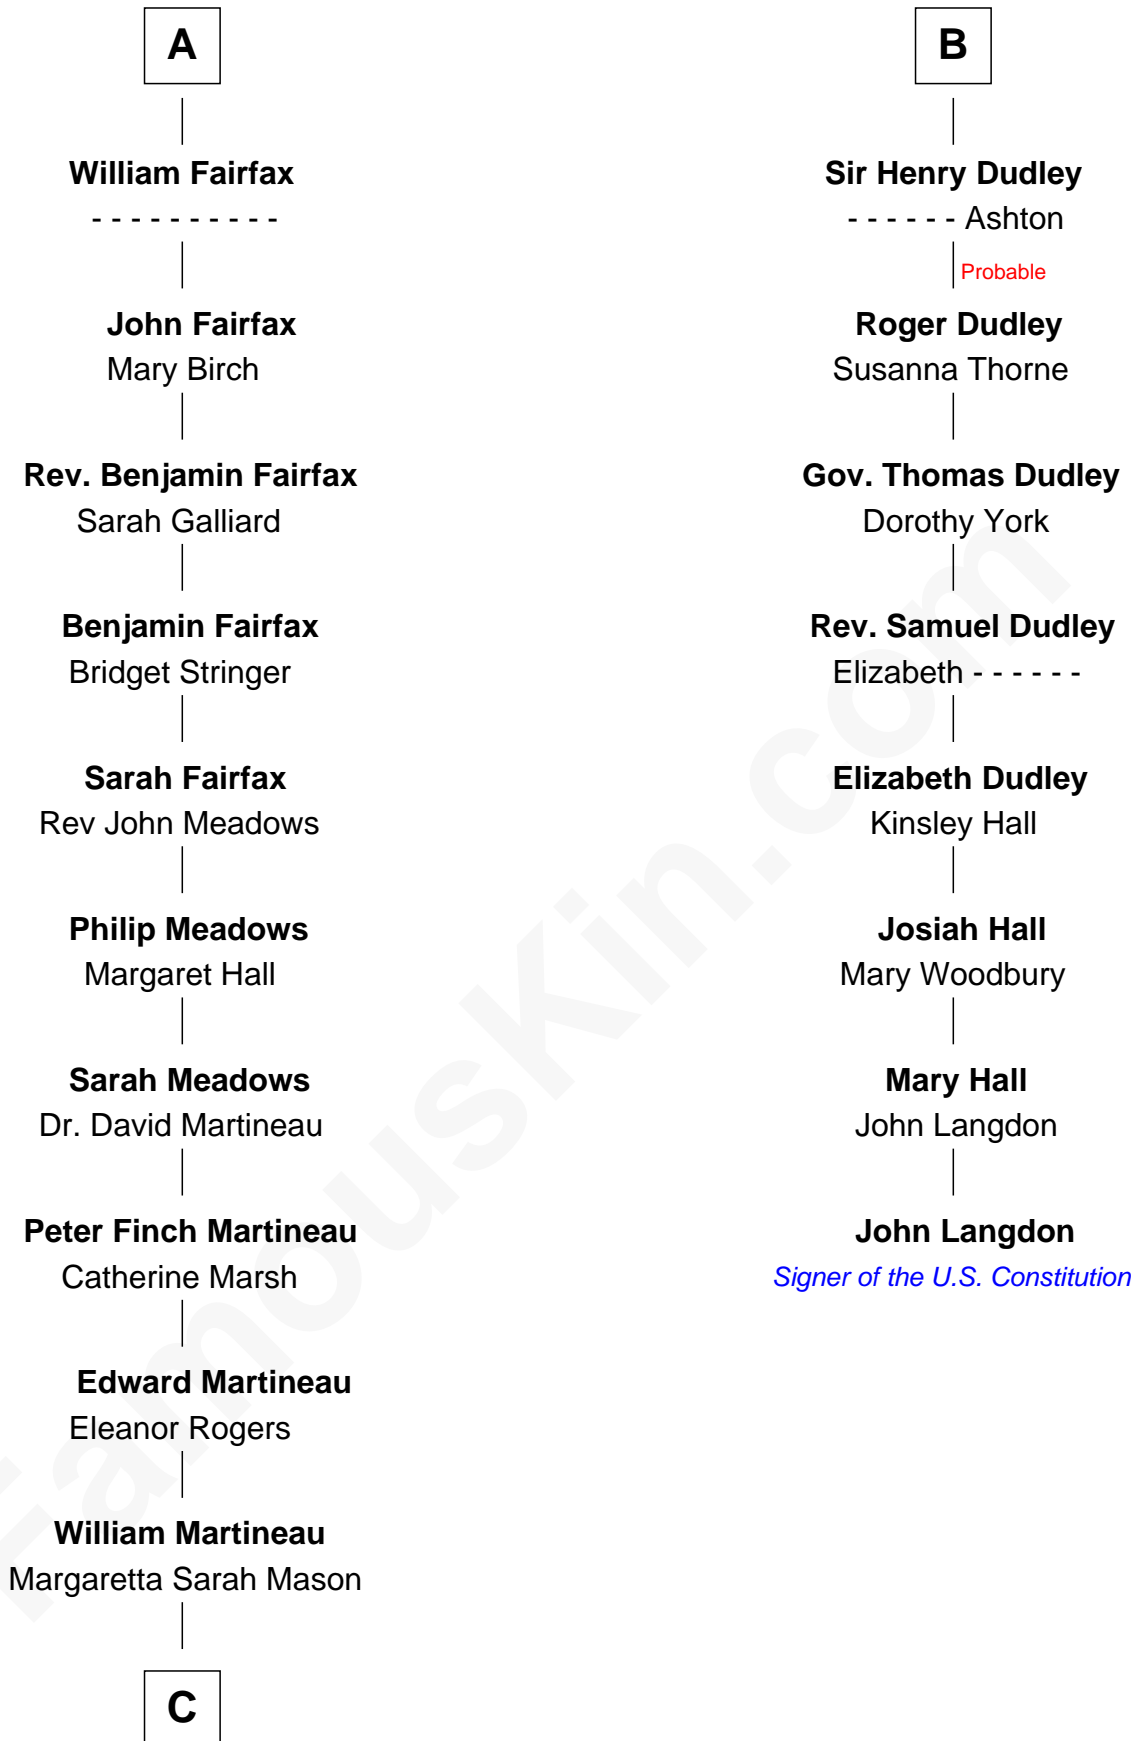 A
William Fairfax
- - - - - - - - - -
John Fairfax
Mary Birch
Rev. Benjamin Fairfax
Sarah Galliard
Benjamin Fairfax
Bridget Stringer
Sarah Fairfax
Rev John Meadows
Philip Meadows
Margaret Hall
Sarah Meadows
Dr. David Martineau
Peter Finch Martineau
Catherine Marsh
Edward Martineau
Eleanor Rogers
William Martineau
Margaretta Sarah Mason
C
B
Sir Henry Dudley
- - - - - - Ashton
Probable
Roger Dudley
Susanna Thorne
Gov. Thomas Dudley
Dorothy York
Rev. Samuel Dudley
Elizabeth - - - - - -
Elizabeth Dudley
Kinsley Hall
Josiah Hall
Mary Woodbury
Mary Hall
John Langdon
John Langdon
Signer of the U.S. Constitution
FamousKin.com